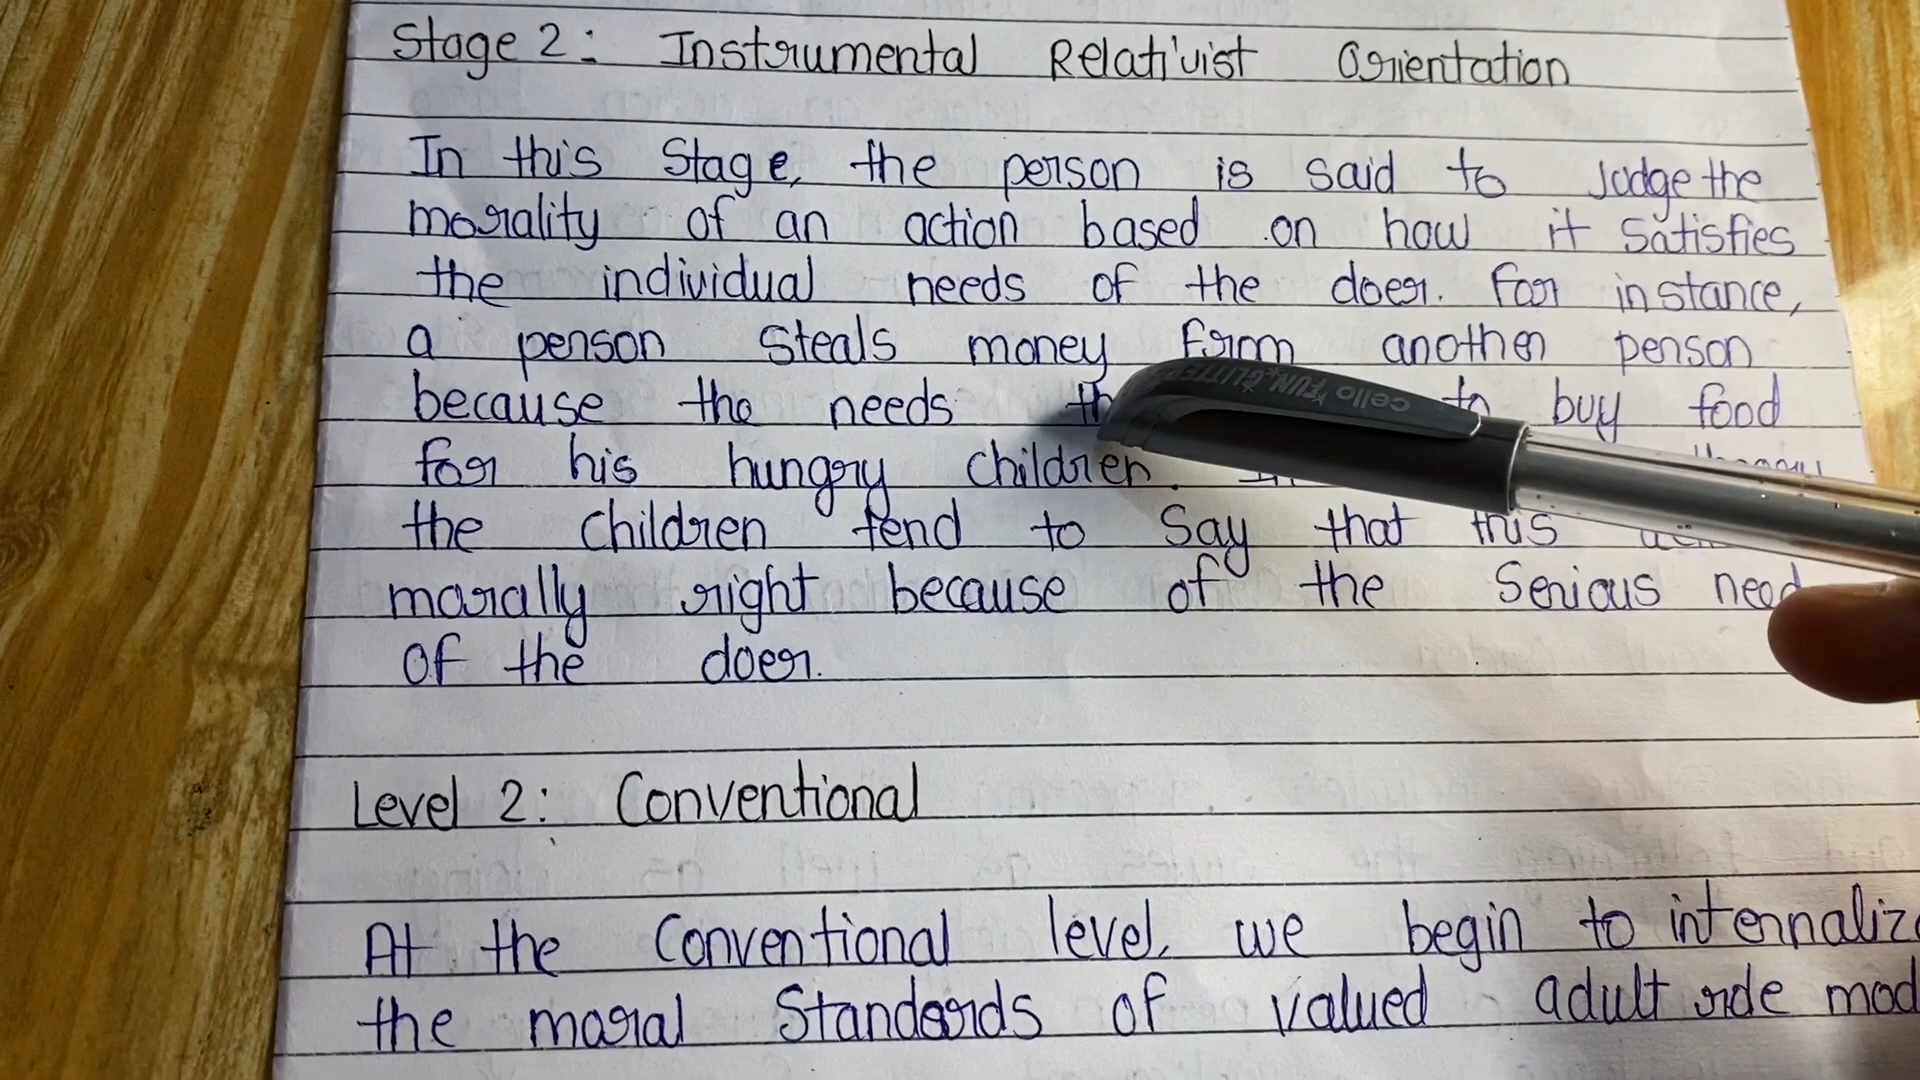 Stage 2: Instrumental Relativist Orientation
In this Stage, the person is said to Judge the
morality of an action based on how it satisfies
the individual needs of the doer. For instance,
a person steals money from another person
because the needs to buy food
for his hungry children.
the children tend to say that this
morally right because of the serious need
of the doer.
Level 2: Conventional
At the Conventional level, we begin to internaliz
the moral Standards of valued adult role mod
cello FUN GLITTER